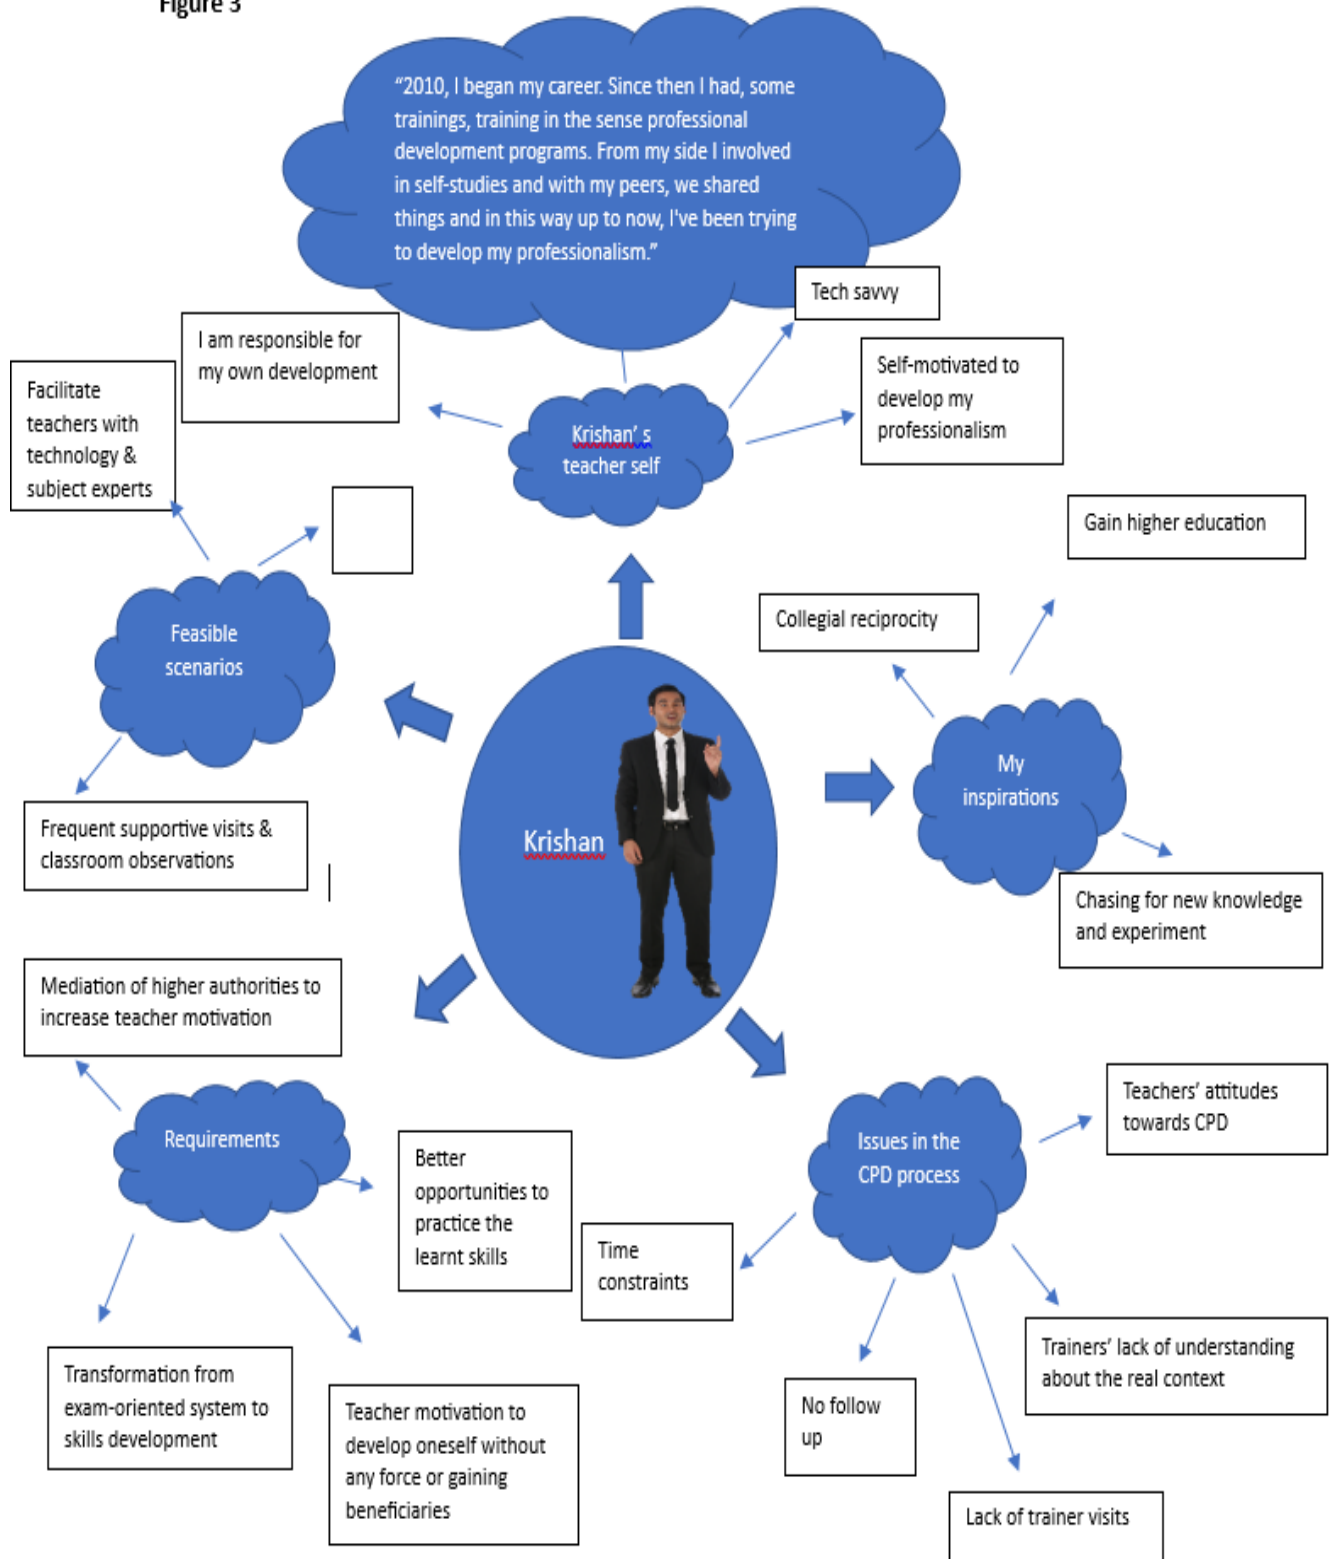 Figure 3
“2010, I began my career. Since then I had, some
trainings, training in the sense professional
development programs. From my side I involved
in self-studies and with my peers, we shared
things and in this way up to now, I've been trying
to develop my professionalism.”
Tech savvy
I am responsible for
my own development
Self-motivated to
develop my
professionalism
Facilitate
teachers with
technology &
subject experts
Krishan’ s
teacher self
Gain higher education
Collegial reciprocity
Feasible
scenarios
My
inspirations
Frequent supportive visits &
classroom observations
Krishan
Chasing for new knowledge
and experiment
Mediation of higher authorities to
increase teacher motivation
Requirements
Better
opportunities to
practice the
learnt skills
Issues in the
CPD process
Teachers’ attitudes
towards CPD
Time
constraints
Trainers’ lack of understanding
about the real context
Transformation from
exam-oriented system to
skills development
Teacher motivation to
develop oneself without
any force or gaining
beneficiaries
No follow
up
Lack of trainer visits